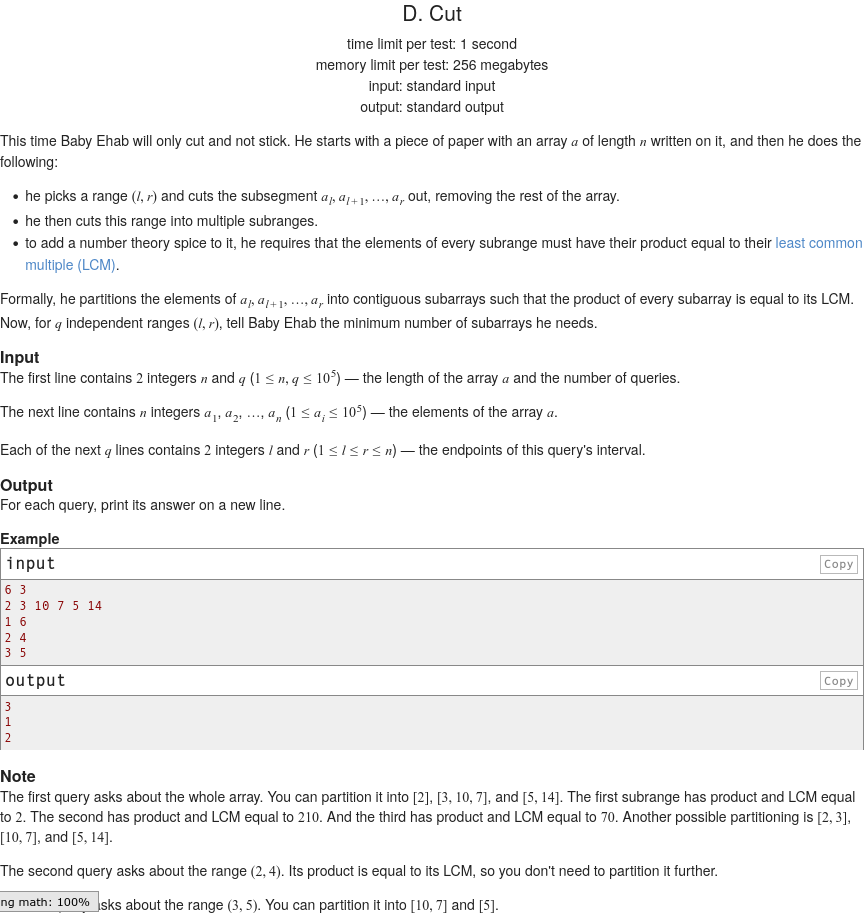 D. Cut
time limit per test: 1 second
memory limit per test: 256 megabytes
input: standard input
output: standard output
This time Baby Ehab will only cut and not stick. He starts with a piece of paper with an array a of length n written on it, and then he does the
following:
• he picks a range (l, r) and cuts the subsegment a_l, a_{l+1}, …, a_r out, removing the rest of the array.
• he then cuts this range into multiple subranges.
• to add a number theory spice to it, he requires that the elements of every subrange must have their product equal to their least common
multiple (LCM).
Formally, he partitions the elements of a_l, a_{l+1}, …, a_r into contiguous subarrays such that the product of every subarray is equal to its LCM.
Now, for q independent ranges (l, r), tell Baby Ehab the minimum number of subarrays he needs.
Input
The first line contains 2 integers n and q (1 ≤ n, q ≤ 10^5) — the length of the array a and the number of queries.
The next line contains n integers a_1, a_2, …, a_n (1 ≤ a_i ≤ 10^5) — the elements of the array a.
Each of the next q lines contains 2 integers l and r (1 ≤ l ≤ r ≤ n) — the endpoints of this query's interval.
Output
For each query, print its answer on a new line.
Example
input Copy
6 3
2 3 10 7 5 14
1 6
2 4
3 5
output Copy
3
1
2
Note
The first query asks about the whole array. You can partition it into [2], [3, 10, 7], and [5, 14]. The first subrange has product and LCM equal
to 2. The second has product and LCM equal to 210. And the third has product and LCM equal to 70. Another possible partitioning is [2, 3],
[10, 7], and [5, 14].
The second query asks about the range (2, 4). Its product is equal to its LCM, so you don't need to partition it further.
ng math: 100% asks about the range (3, 5). You can partition it into [10, 7] and [5].